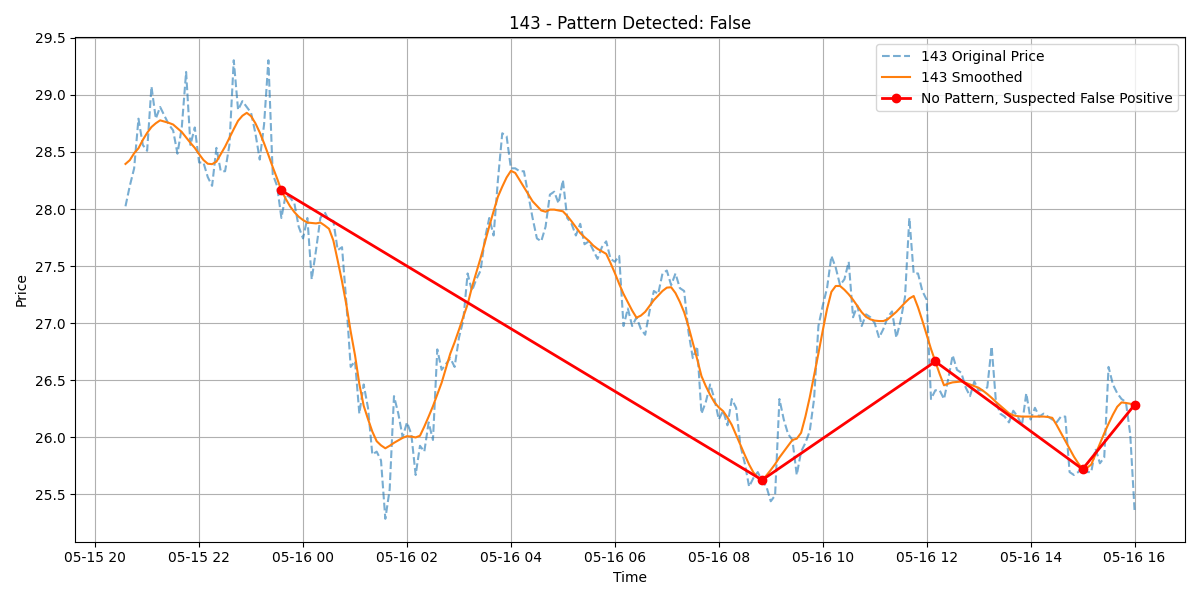 143 - Pattern Detected: False
143 Original Price
143 Smoothed
No Pattern, Suspected False Positive
Price
29.5
29.0
28.5
28.0
27.5
27.0
26.5
26.0
25.5
05-15 20 05-15 22 05-16 00 05-16 02 05-16 04 05-16 06 05-16 08 05-16 10 05-16 12 05-16 14 05-16 16
Time